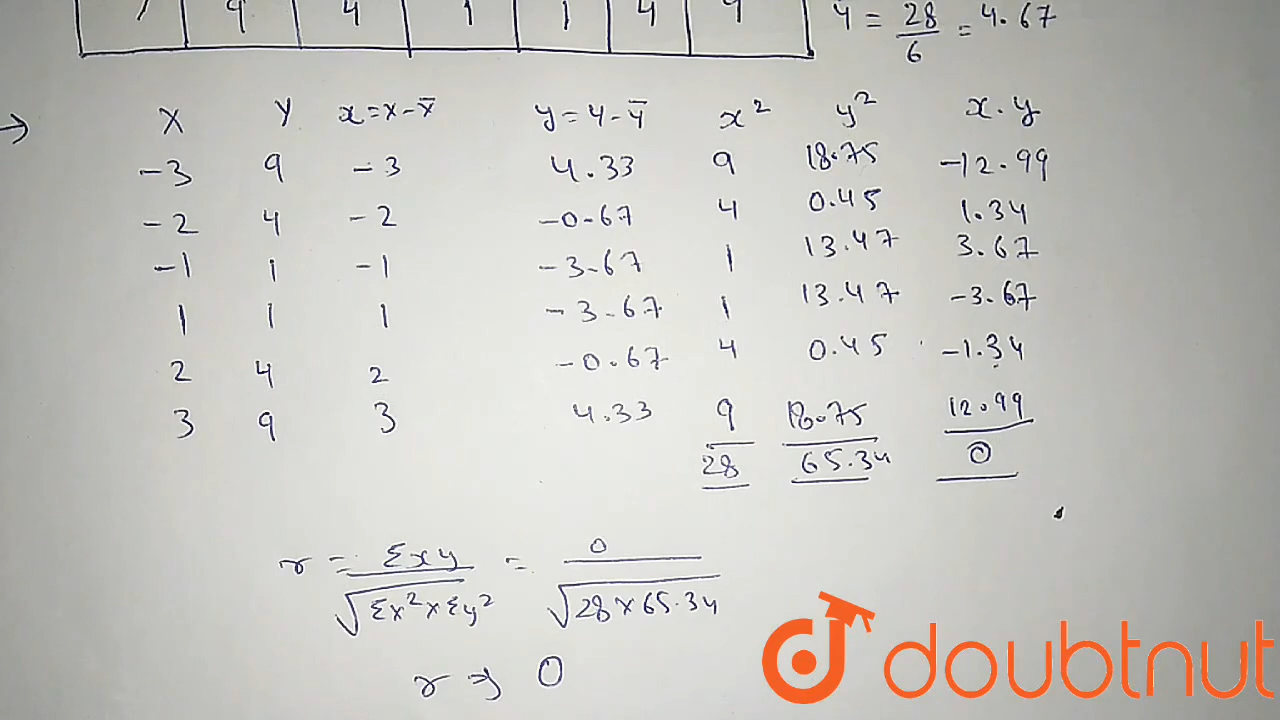 Y 9 4 1 1 4 9 ȳ = 28/6 = 4.67
→ X Y x=X-X̄ y=Y-Ȳ x² y² x.y
-3 9 -3 4.33 9 18.75 -12.99
-2 4 -2 -0.67 4 0.45 1.34
-1 1 -1 -3.67 1 13.47 3.67
1 1 1 -3.67 1 13.47 -3.67
2 4 2 -0.67 4 0.45 -1.34
3 9 3 4.33 9 18.75 12.99
28 65.34 0
r = Σxy/√Σx²×Σy² = 0/√28×65.34
r ⇒ 0
doubtnut